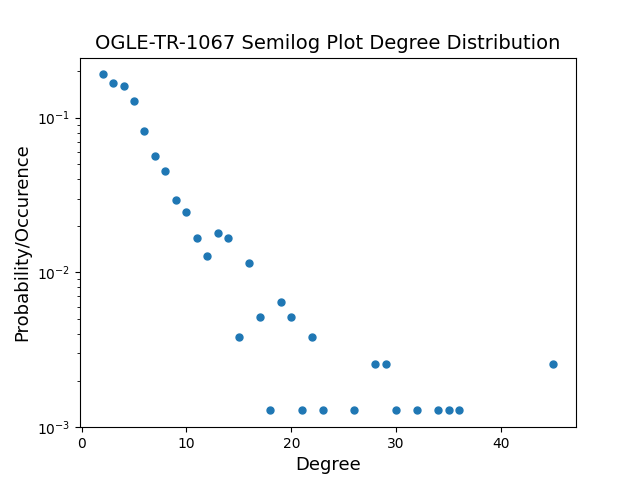 OGLE-TR-1067 Semilog Plot Degree Distribution
Probability/Occurence
10⁻¹
10⁻²
10⁻³
0 10 20 30 40
Degree